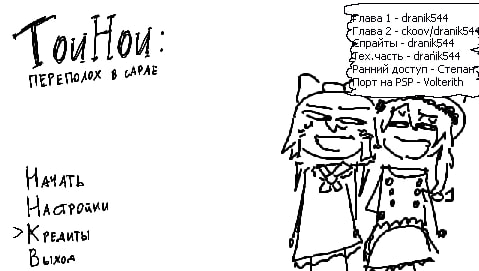 ТоиНои:
ПЕРЕПОЛОХ В САРАЕ
Глава 1 - dranik544
Глава 2 - ckoov/dranik544
Спрайты - dranik544
Тех.часть - dranik544
Ранний доступ - Степан
Порт на PSP - Volterith
НАЧАТЬ
НАСТРОЙКИ
>КРЕДИТЫ
ВЫХОД